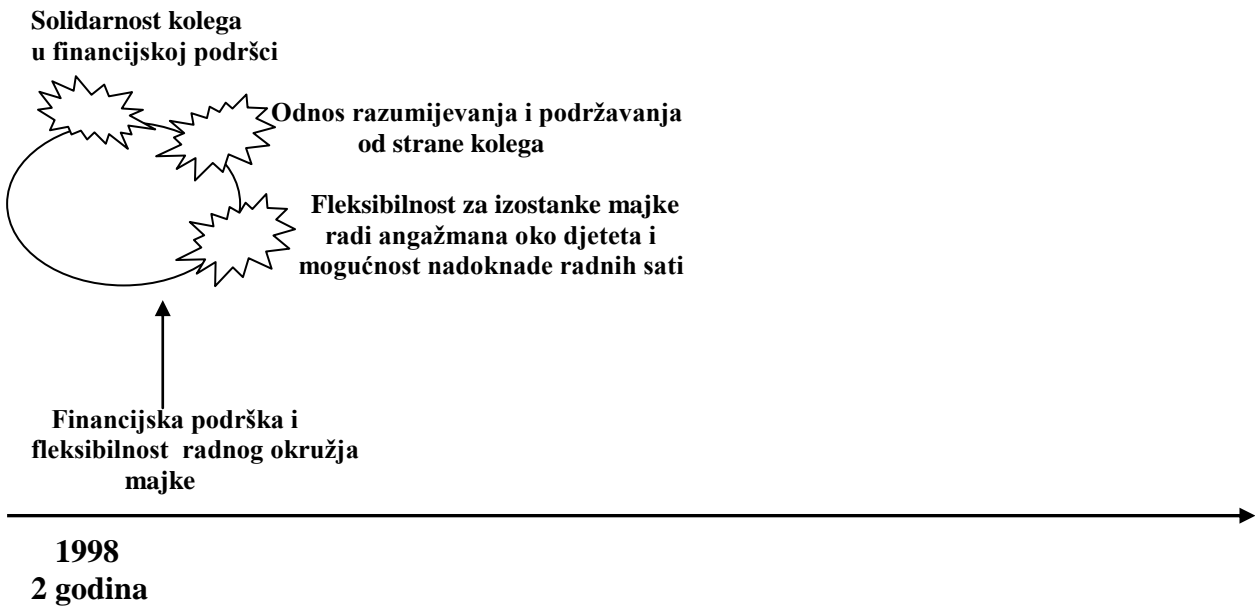 Solidarnost kolega
u financijskoj podršci
Odnos razumijevanja i podržavanja
od strane kolega
Fleksibilnost za izostanke majke
radi angažmana oko djeteta i
mogućnost nadoknade radnih sati
Financijska podrška i
fleksibilnost radnog okružja
majke
1998
2 godina